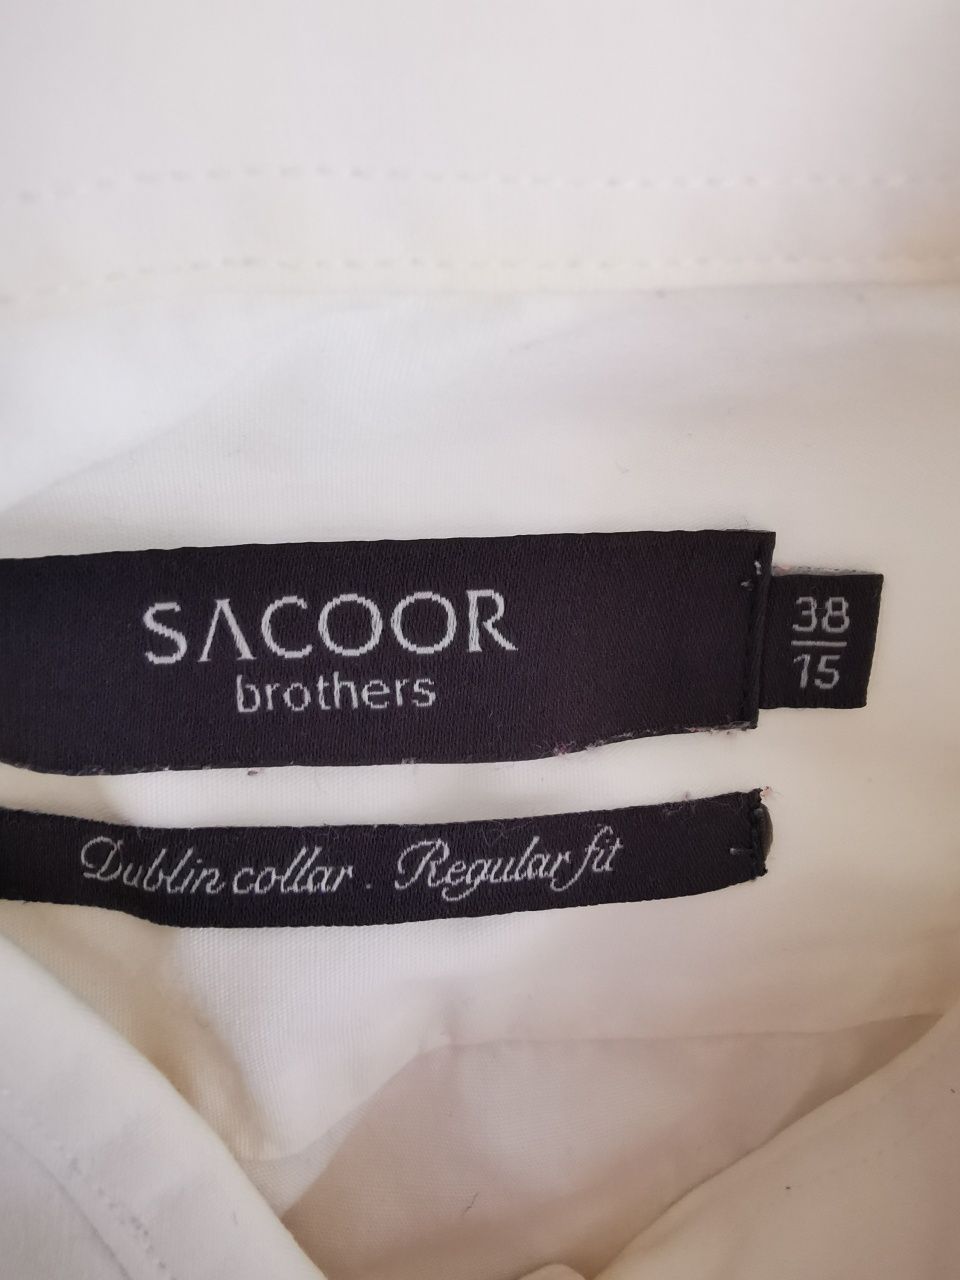 SACOOR
brothers
38
15
Dublin collar . Regular fit